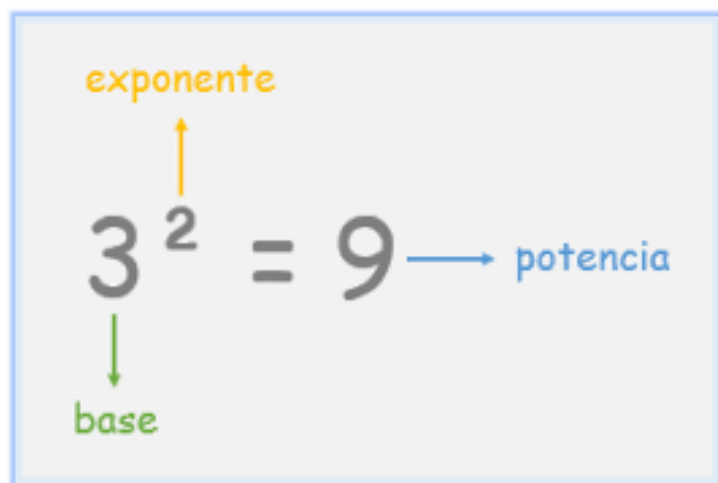 exponente
3² = 9
potencia
base